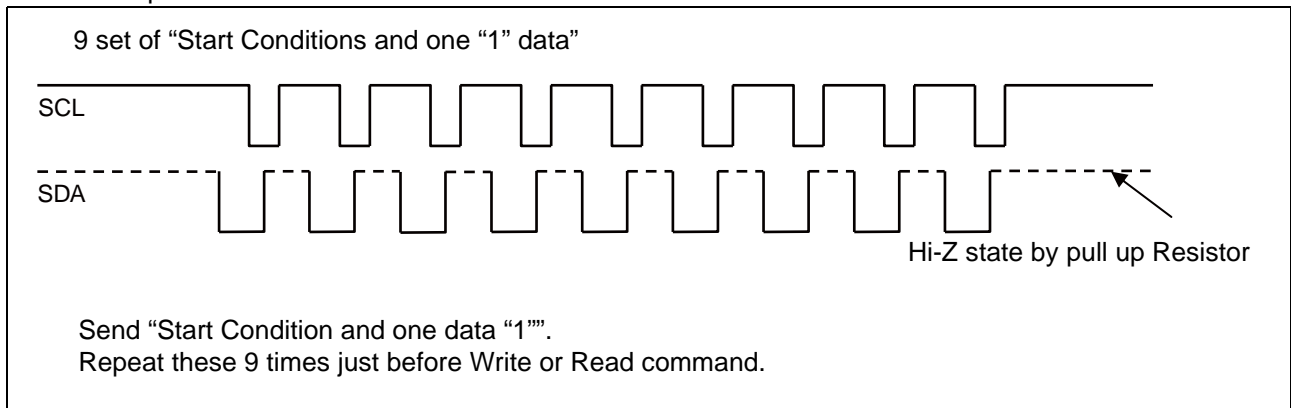 9 set of “Start Conditions and one “1” data”
SCL
SDA
Hi-Z state by pull up Resistor
Send “Start Condition and one data “1””.
Repeat these 9 times just before Write or Read command.